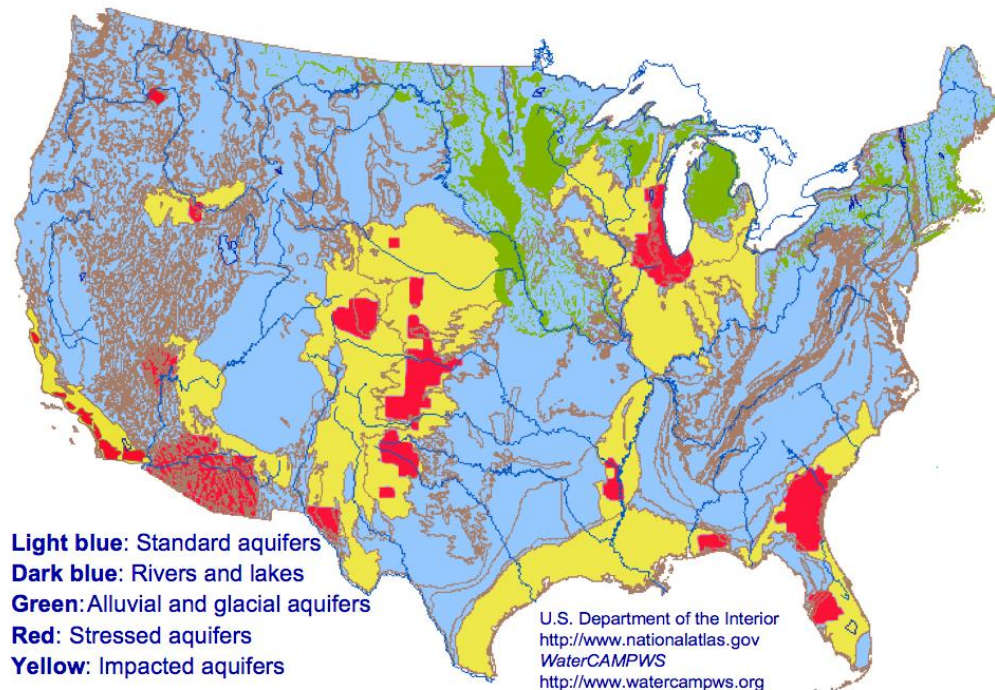 Light blue: Standard aquifers
Dark blue: Rivers and lakes
Green:Alluvial and glacial aquifers
Red: Stressed aquifers
Yellow: Impacted aquifers
U.S. Department of the Interior
http://www.nationalatlas.gov
WaterCAMPWS
http://www.watercampws.org